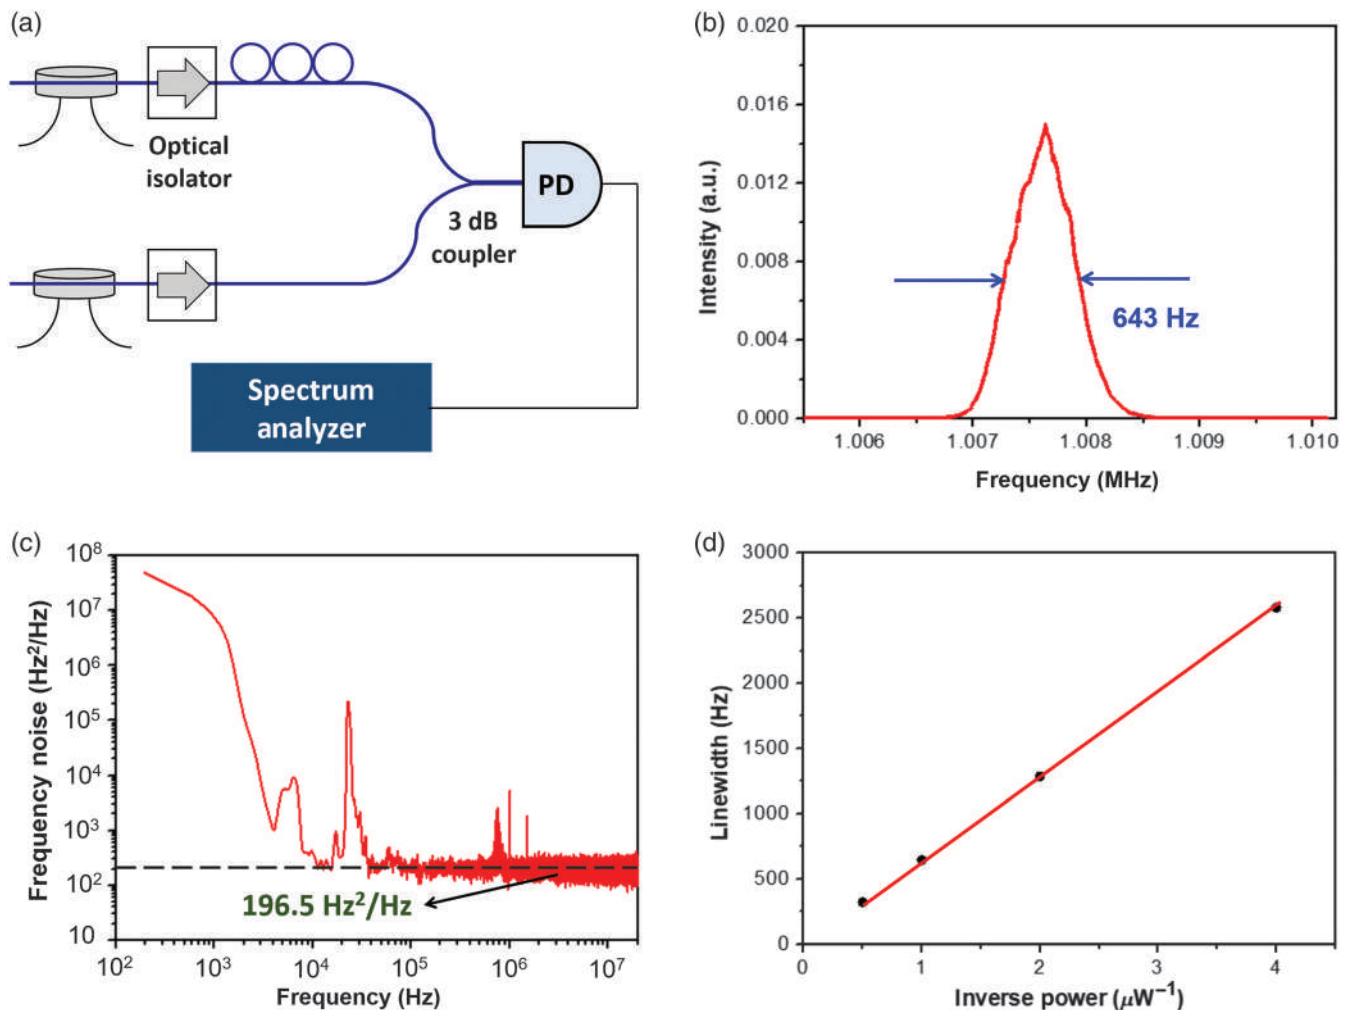 (a)
Optical
isolator
3 dB
coupler
PD
Spectrum
analyzer
(b)
Intensity (a.u.)
0.020
0.016
0.012
0.008
0.004
0.000
643 Hz
1.006
1.007
1.008
1.009
1.010
Frequency (MHz)
(c)
Frequency noise (Hz²/Hz)
10⁸
10⁷
10⁶
10⁵
10⁴
10³
10²
10
196.5 Hz²/Hz
10²
10³
10⁴
10⁵
10⁶
10⁷
Frequency (Hz)
(d)
Linewidth (Hz)
3000
2500
2000
1500
1000
500
0
0
1
2
3
4
Inverse power (μW⁻¹)